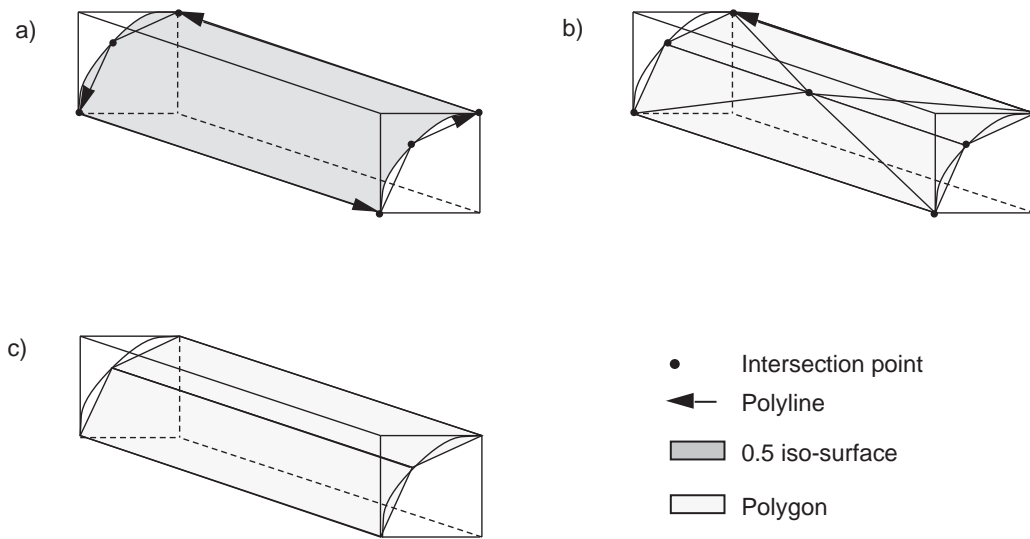 a)
b)
c)
Intersection point
Polyline
0.5 iso-surface
Polygon